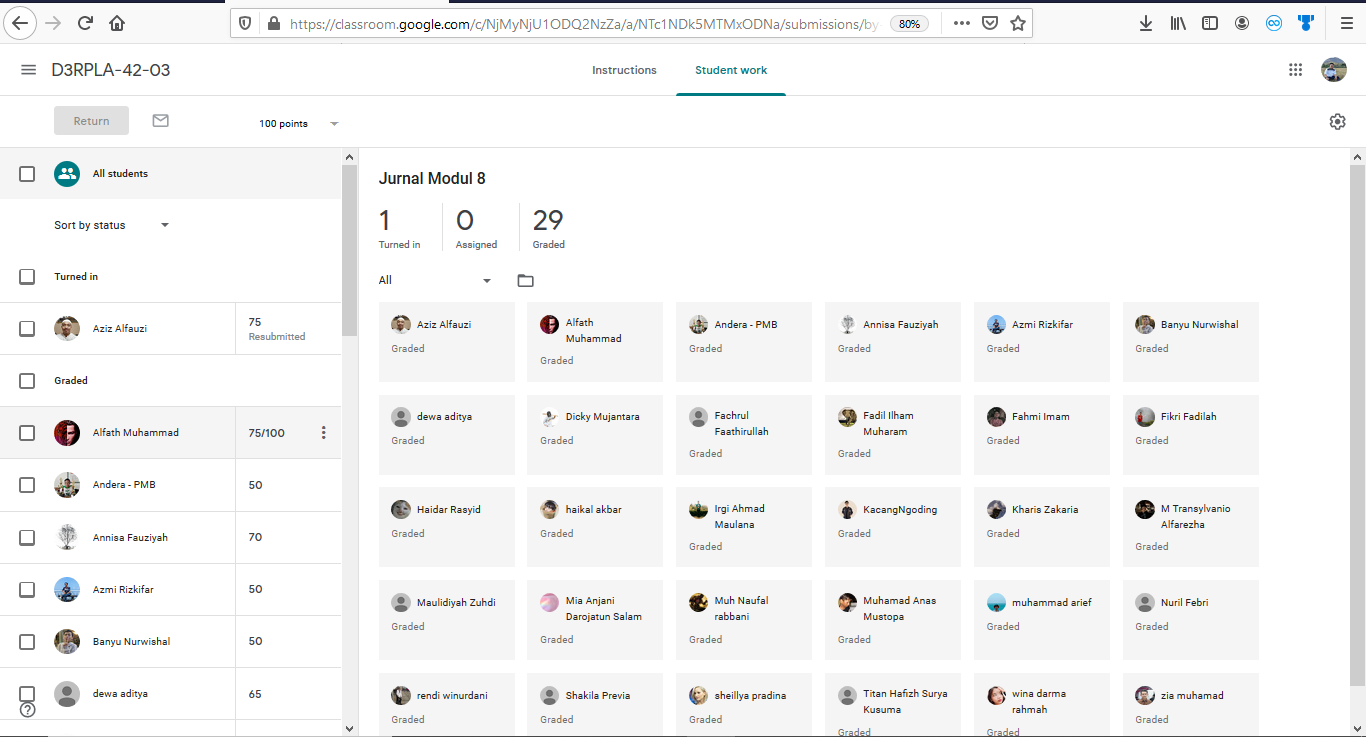 https://classroom.google.com/c/NjMyNjU1ODQ2NzZa/a/NTc1NDk5MTMxODNa/submissions/by
80%
D3RPLA-42-03
Instructions
Student work
Return
100 points
All students
Sort by status
Turned in
Aziz Alfauzi
75
Resubmitted
Graded
Alfath Muhammad
75/100
Andera - PMB
50
Annisa Fauziyah
70
Azmi Rizkifar
50
Banyu Nurwishal
50
dewa aditya
65
Jurnal Modul 8
1
Turned in
0
Assigned
29
Graded
All
Aziz Alfauzi
Graded
Alfath
Muhammad
Graded
Andera - PMB
Graded
Annisa Fauziyah
Graded
Azmi Rizkifar
Graded
Banyu Nurwishal
Graded
dewa aditya
Graded
Dicky Mujantara
Graded
Fachrul
Faathirullah
Graded
Fadil Ilham
Muharam
Graded
Fahmi Imam
Graded
Fikri Fadilah
Graded
Haidar Rasyid
Graded
haikal akbar
Graded
Irgi Ahmad
Maulana
Graded
KacangNgoding
Graded
Kharis Zakaria
Graded
M Transylvanio
Alfarezha
Graded
Maulidiyah Zuhdi
Graded
Mia Anjani
Darojatun Salam
Graded
Muh Naufal
rabbani
Graded
Muhamad Anas
Mustopa
Graded
muhammad arief
Graded
Nuril Febri
Graded
rendi winurdani
Graded
Shakila Previa
Graded
sheillya pradina
Graded
Titan Hafizh Surya
Kusuma
Graded
wina darma
rahmah
Graded
zia muhamad
Graded